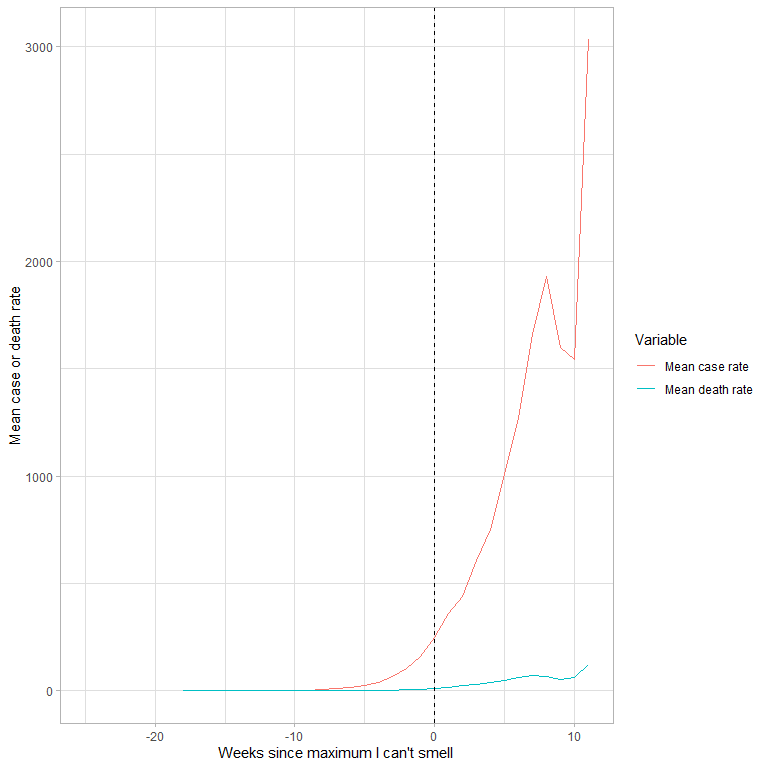 3000
2000
1000
0
Mean case or death rate
-20
-10
0
10
Weeks since maximum I can't smell
Variable
Mean case rate
Mean death rate